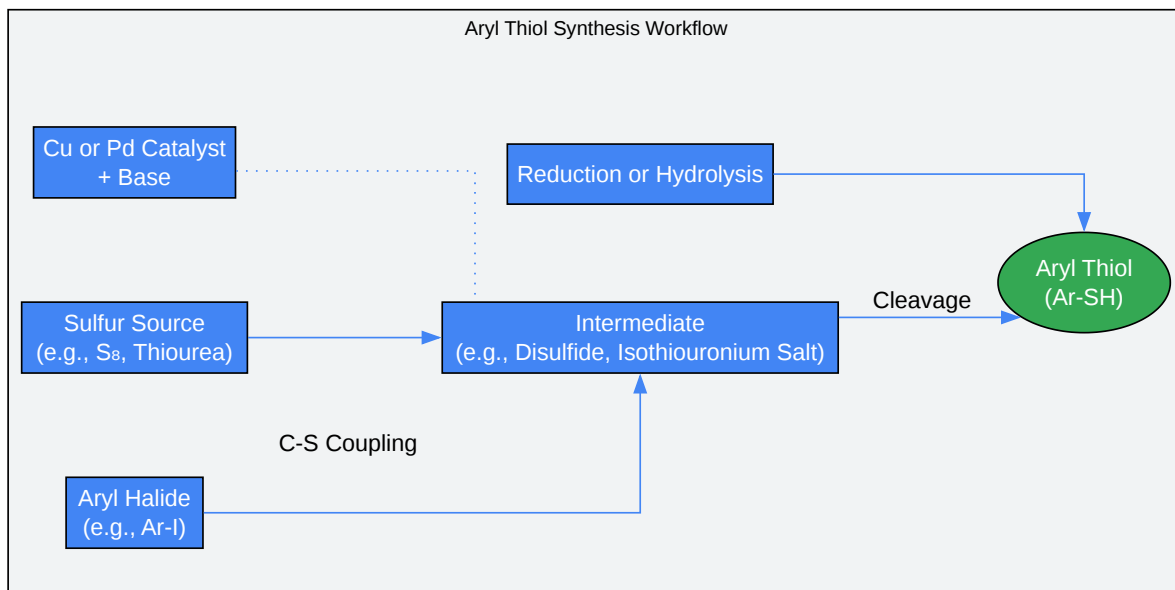 Aryl Thiol Synthesis Workflow
Cu or Pd Catalyst
+ Base
Reduction or Hydrolysis
Aryl Thiol
(Ar-SH)
Cleavage
Sulfur Source
(e.g., S₈, Thiourea)
Intermediate
(e.g., Disulfide, Isothiouronium Salt)
C-S Coupling
Aryl Halide
(e.g., Ar-I)